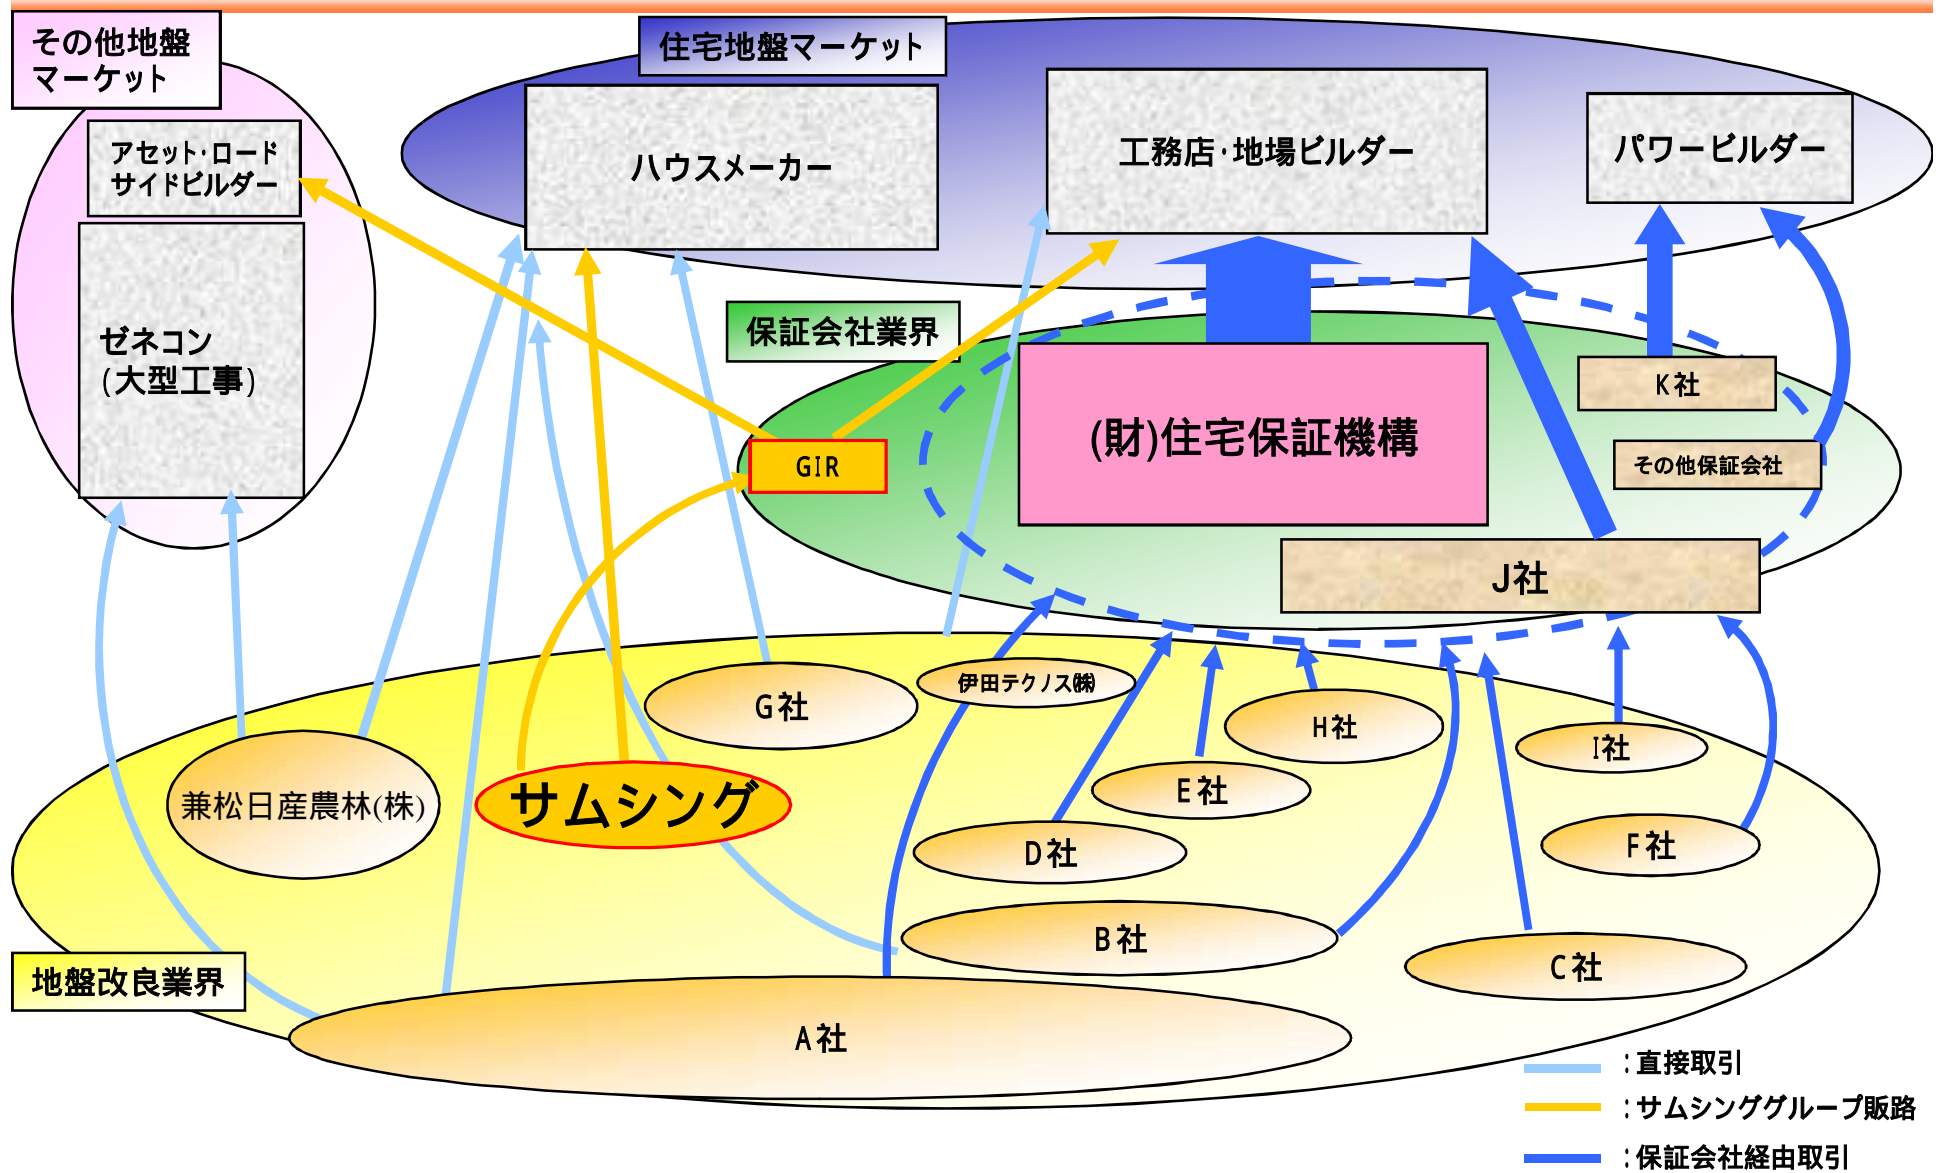 その他地盤
マーケット
住宅地盤マーケット
アセット・ロード
サイドビルダー
ハウスメーカー
工務店・地場ビルダー
パワービルダー
ゼネコン
(大型工事)
保証会社業界
(財)住宅保証機構
K社
GIR
その他保証会社
J社
伊田テクノス㈱
G社
H社
I社
兼松日産農林(株)
サムシング
E社
D社
F社
B社
C社
地盤改良業界
A社
:直接取引
:サムシンググループ販路
:保証会社経由取引